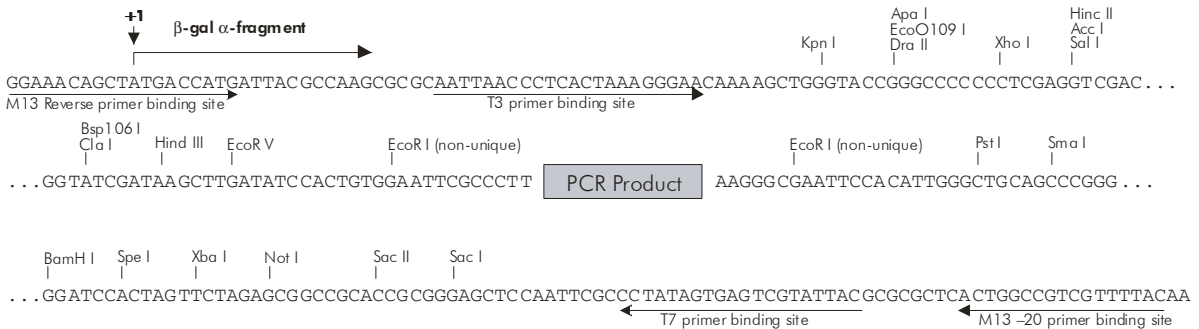 +1
β-gal α-fragment
Apa I
EcoO109 I
Dra II
Kpn I
Xho I
Hinc II
Acc I
Sal I
GGAAACAGCTATGACCATGATTACGCCAAGCGCGCAATTAACCCTCACTAAAGGGAACAAAAGCTGGGTACCGGGCCCCCCCTCGAGGTCGAC...
M13 Reverse primer binding site
T3 primer binding site
Bsp106 I
Cla I
Hind III
EcoR V
EcoR I (non-unique)
EcoR I (non-unique)
Pst I
Sma I
...GGTATCGATAAGCTTGATATCCACTGTGGAATTCGCCCTT PCR Product AAGGGCGAATTCCACATTGGGCTGCAGCCCGGG...
BamH I
Spe I
Xba I
Not I
Sac II
Sac I
...GGATCCACTAGTTCTAGAGCGGCCGCACCGCGGGAGCTCCAATTCGCCCTATAGTGAGTCGTATTACGCGCGCTCACTGGCCGTCGTTTTACAA
T7 primer binding site
M13 –20 primer binding site